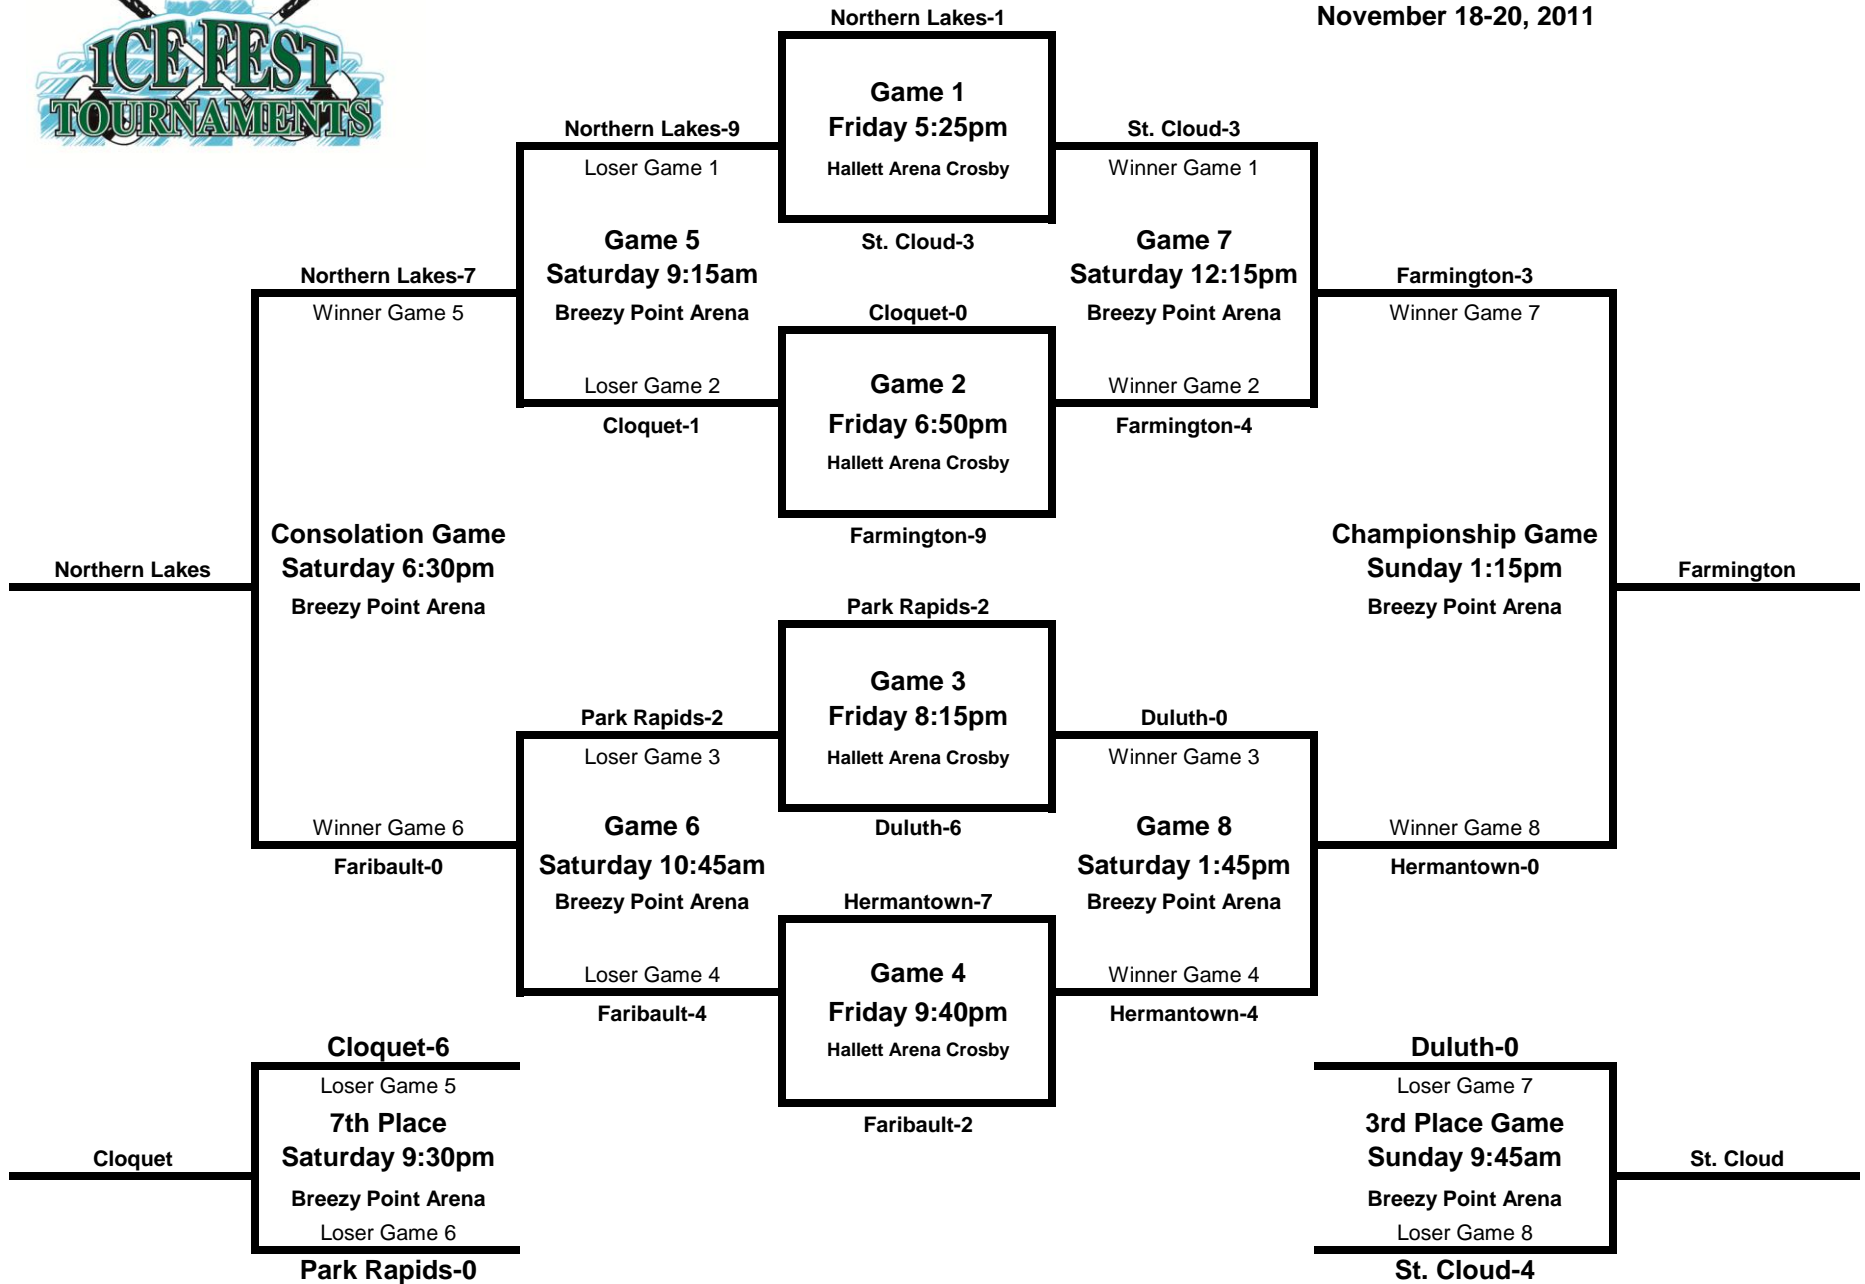 ICE FEST
TOURNAMENTS
November 18-20, 2011
Northern Lakes-1
Game 1
Friday 5:25pm
Hallett Arena Crosby
St. Cloud-3
Northern Lakes-9
Loser Game 1
Game 5
Saturday 9:15am
Breezy Point Arena
Loser Game 2
Cloquet-1
St. Cloud-3
Winner Game 1
Game 7
Saturday 12:15pm
Breezy Point Arena
Winner Game 2
Farmington-4
Cloquet-0
Game 2
Friday 6:50pm
Hallett Arena Crosby
Farmington-9
Northern Lakes-7
Winner Game 5
Consolation Game
Saturday 6:30pm
Breezy Point Arena
Winner Game 6
Faribault-0
Northern Lakes
Farmington-3
Winner Game 7
Championship Game
Sunday 1:15pm
Breezy Point Arena
Winner Game 8
Hermantown-0
Farmington
Park Rapids-2
Game 3
Friday 8:15pm
Hallett Arena Crosby
Duluth-6
Park Rapids-2
Loser Game 3
Game 6
Saturday 10:45am
Breezy Point Arena
Loser Game 4
Faribault-4
Duluth-0
Winner Game 3
Game 8
Saturday 1:45pm
Breezy Point Arena
Winner Game 4
Hermantown-4
Hermantown-7
Game 4
Friday 9:40pm
Hallett Arena Crosby
Faribault-2
Cloquet-6
Loser Game 5
7th Place
Saturday 9:30pm
Breezy Point Arena
Loser Game 6
Park Rapids-0
Cloquet
Duluth-0
Loser Game 7
3rd Place Game
Sunday 9:45am
Breezy Point Arena
Loser Game 8
St. Cloud-4
St. Cloud